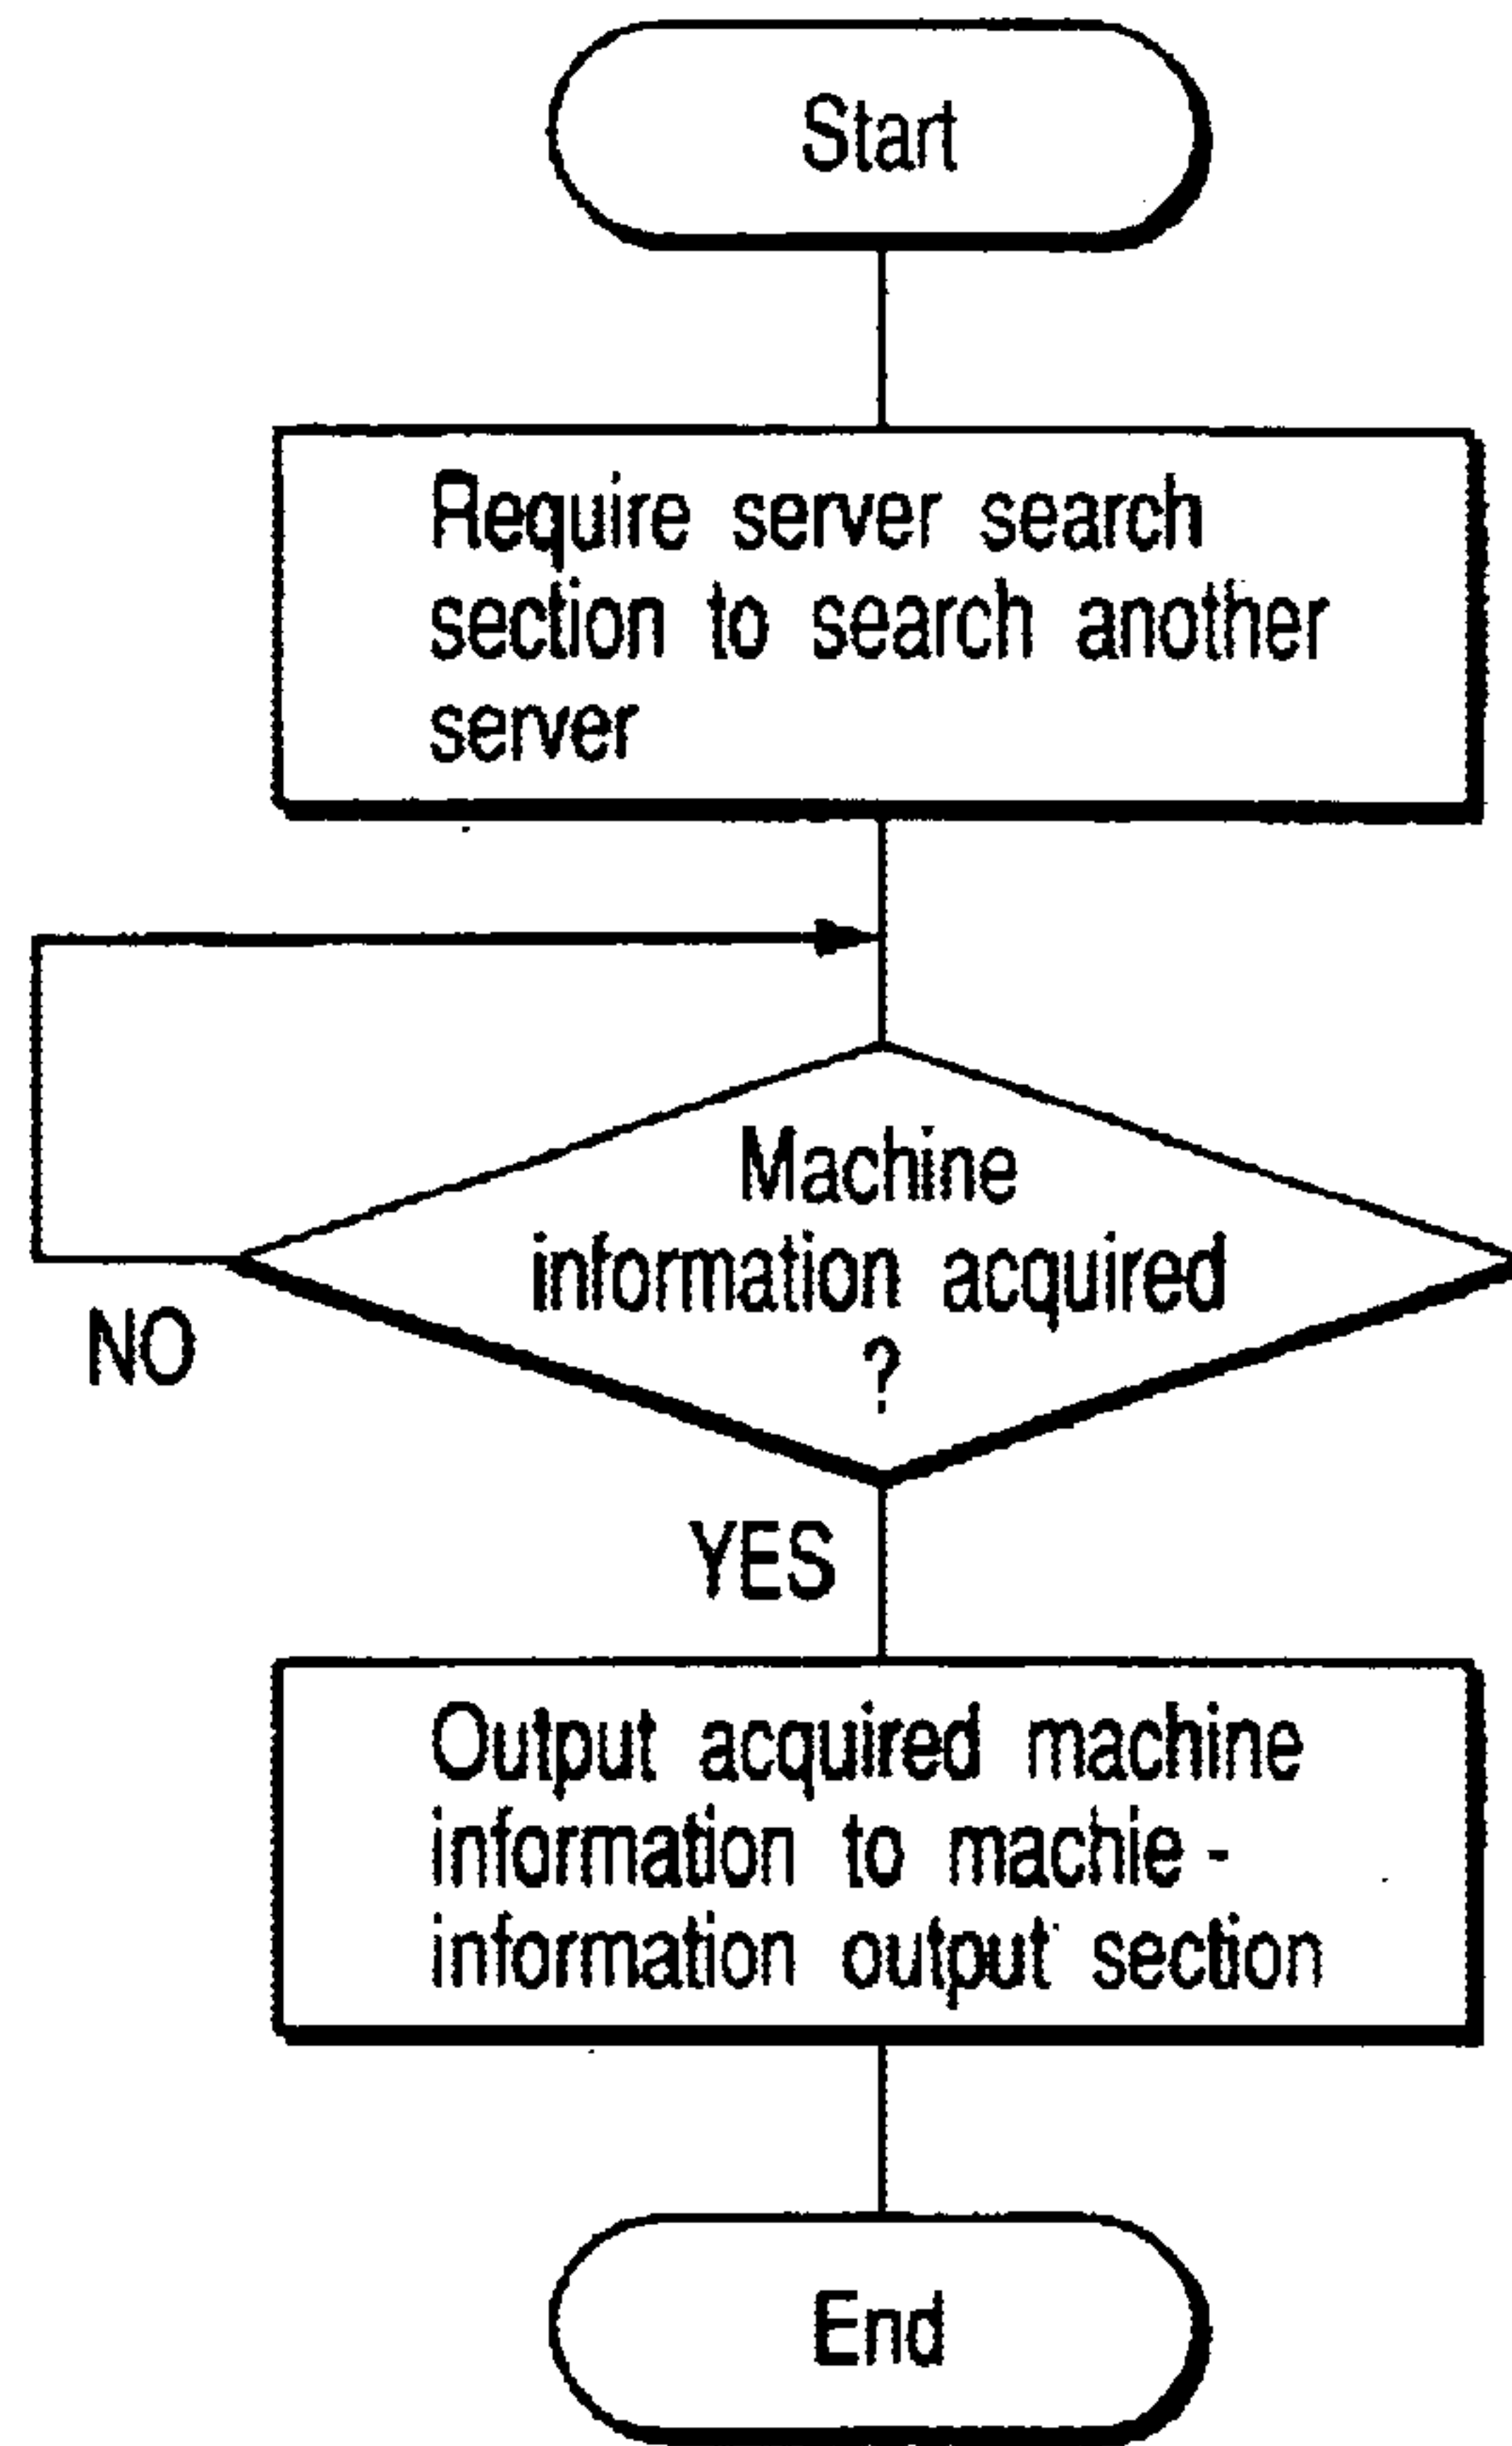 Start
Require server search
section to search another
server
Machine
information acquired
?
NO
YES
Output acquired machine
information to machie -
information output section
End